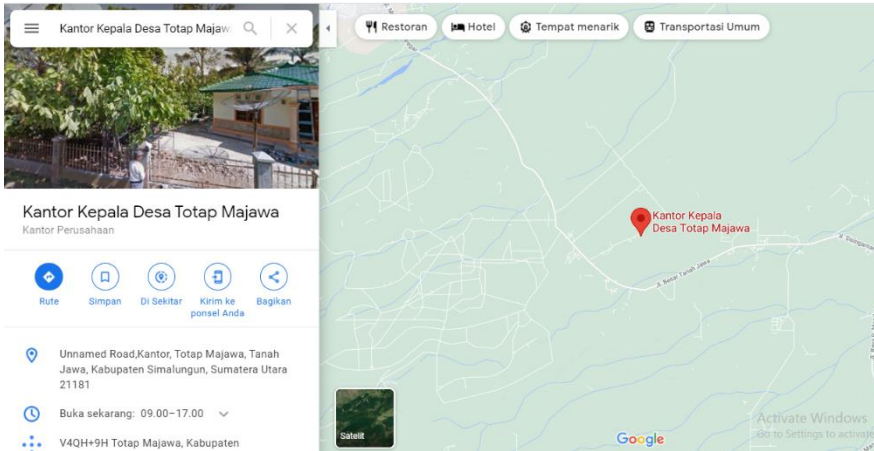 Kantor Kepala Desa Totap Majaw
Restoran
Hotel
Tempat menarik
Transportasi Umum
Kantor Kepala Desa Totap Majawa
Kantor Perusahaan
Rute
Simpan
Di Sekitar
Kirim ke
ponsel Anda
Bagikan
Unnamed Road,Kantor, Totap Majawa, Tanah
Jawa, Kabupaten Simalungun, Sumatera Utara
21181
Buka sekarang: 09.00–17.00
V4QH+9H Totap Majawa, Kabupaten
Kantor Kepala
Desa Totap Majawa
Jl. Besar Tanah Jawa
Satelit
Google
Activate Windows
Go to Settings to activate